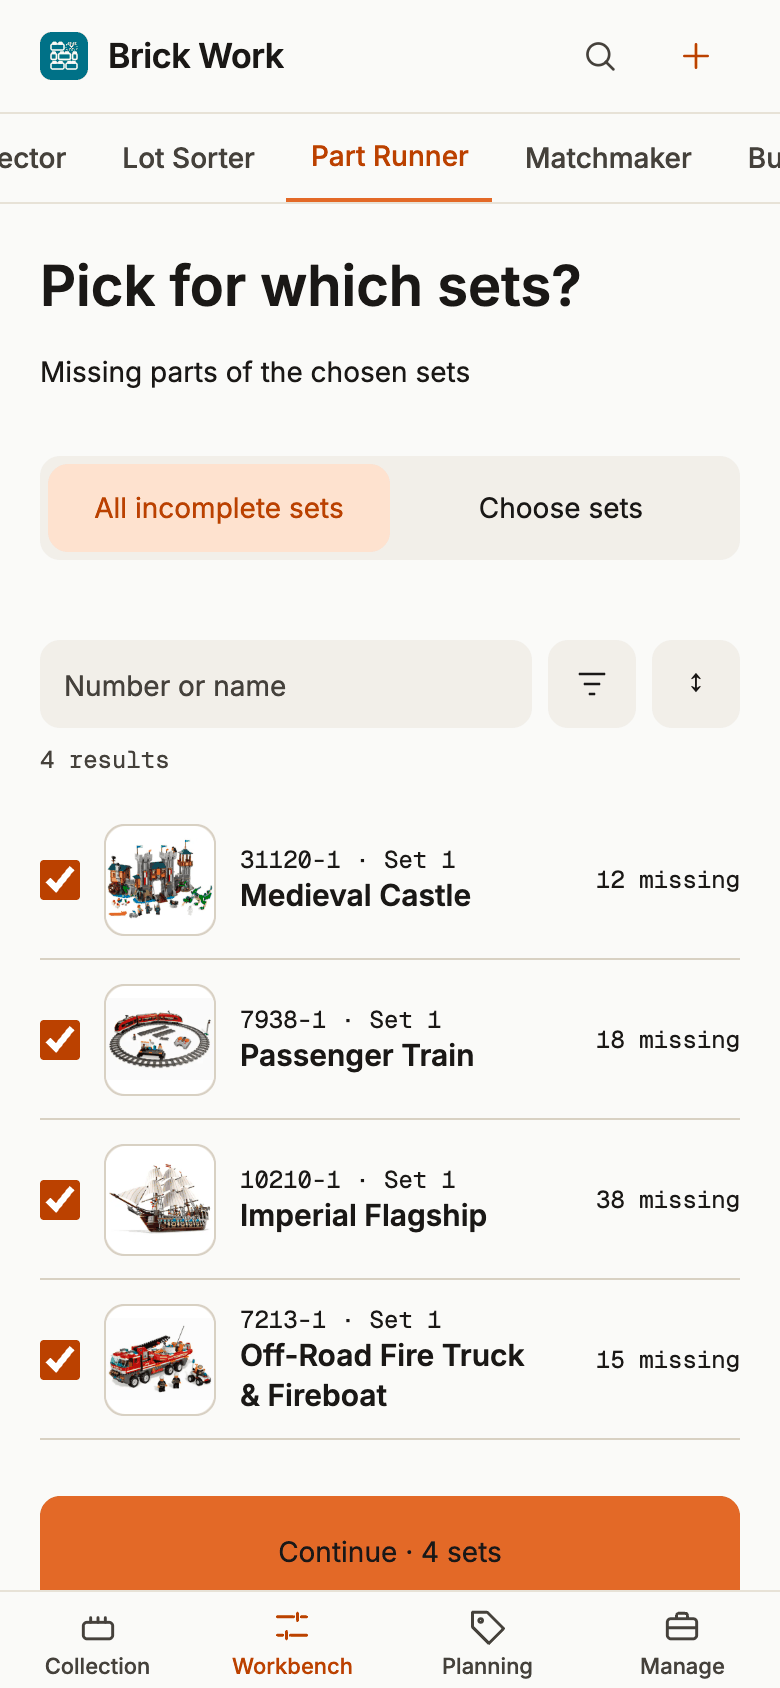 Brick Work
ector
Lot Sorter
Part Runner
Matchmaker
Bu
Pick for which sets?
Missing parts of the chosen sets
All incomplete sets
Choose sets
Number or name
4 results
31120-1 · Set 1
Medieval Castle
12 missing
7938-1 · Set 1
Passenger Train
18 missing
10210-1 · Set 1
Imperial Flagship
38 missing
7213-1 · Set 1
Off-Road Fire Truck
& Fireboat
15 missing
Continue · 4 sets
Collection
Workbench
Planning
Manage